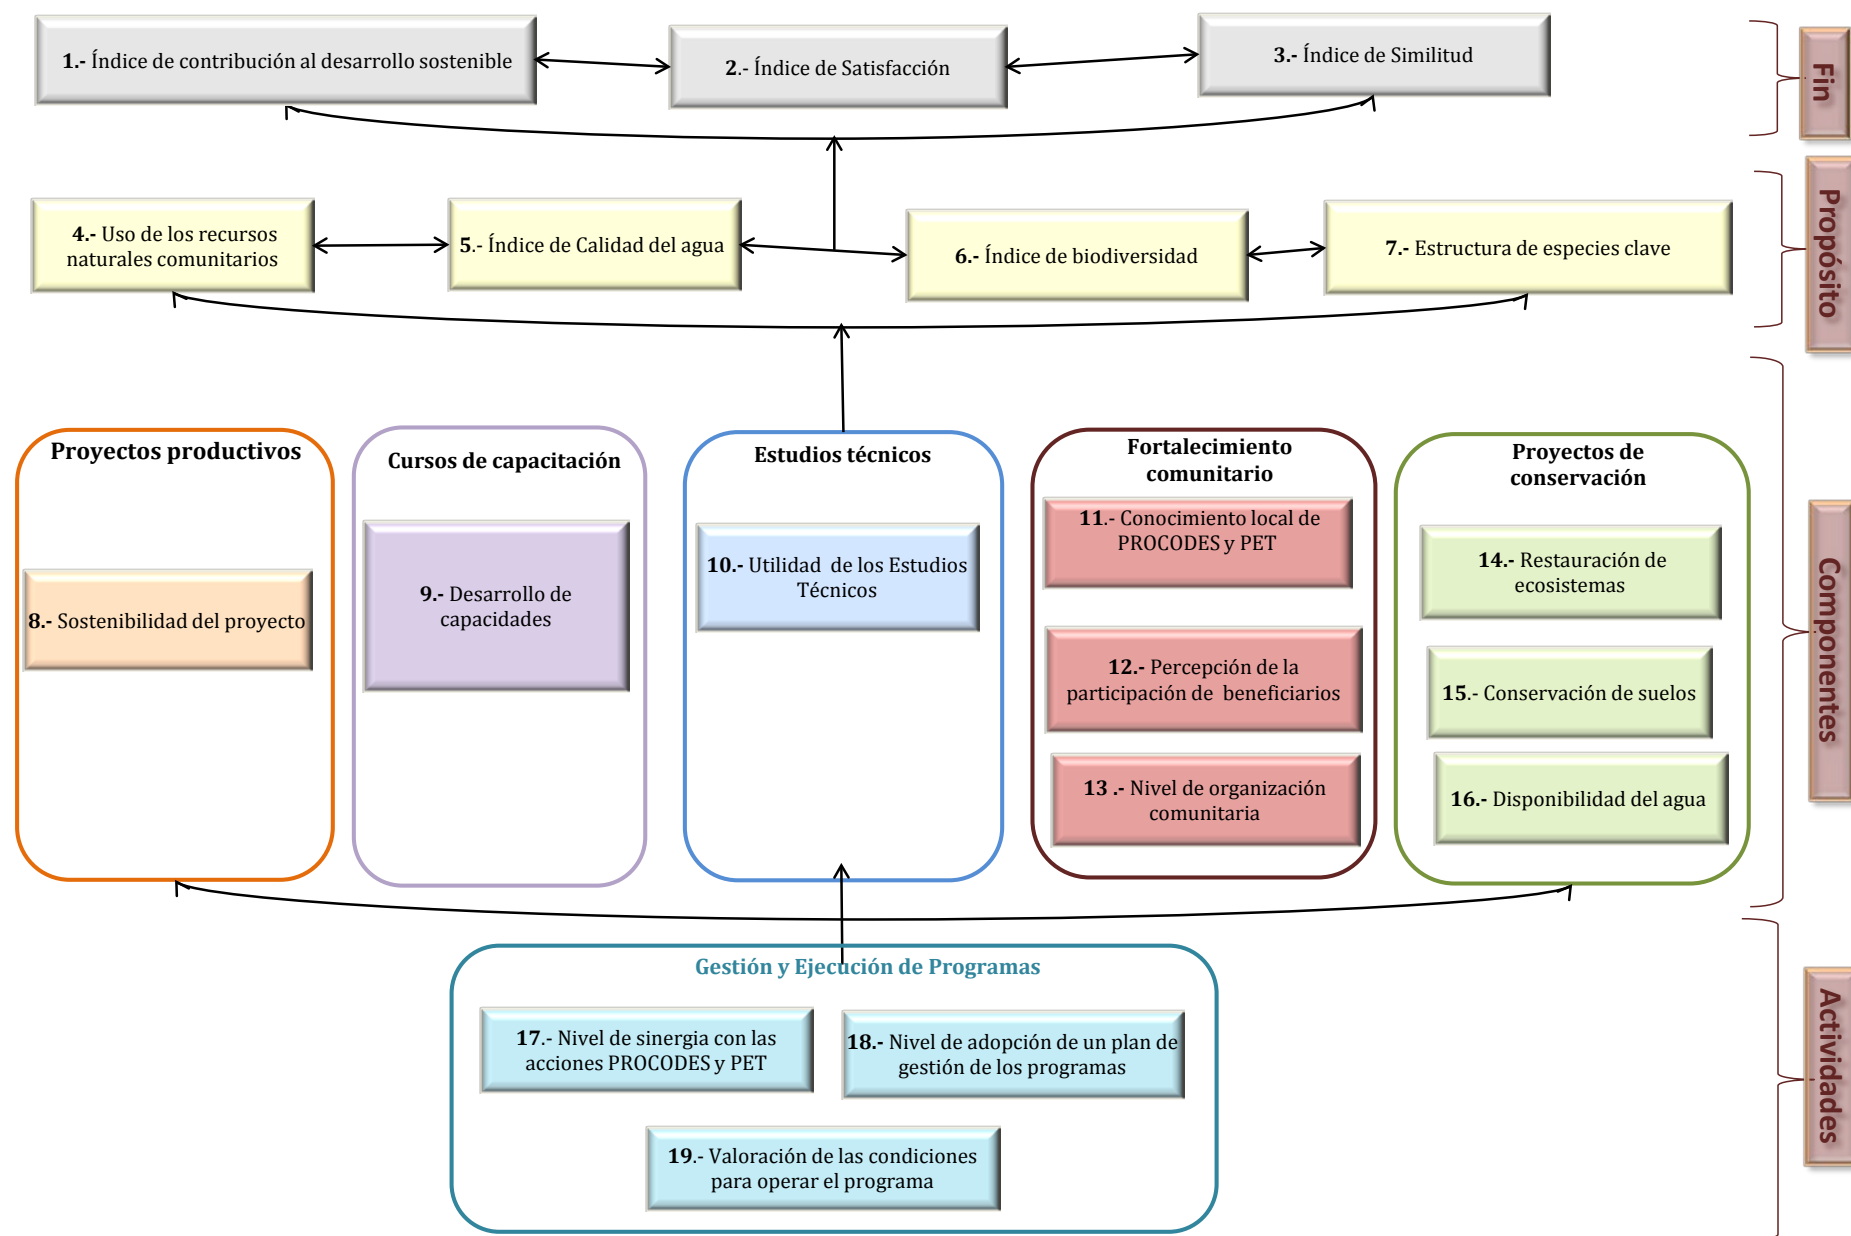 1.- Índice de contribución al desarrollo sostenible
2.- Índice de Satisfacción
3.- Índice de Similitud
Fin
4.- Uso de los recursos
naturales comunitarios
5.- Índice de Calidad del agua
6.- Índice de biodiversidad
7.- Estructura de especies clave
Propósito
Proyectos productivos
8.- Sostenibilidad del proyecto
Cursos de capacitación
9.- Desarrollo de
capacidades
Estudios técnicos
10.- Utilidad  de los Estudios
Técnicos
Fortalecimiento
comunitario
11.- Conocimiento local de
PROCODES y PET
12.- Percepción de la
participación de  beneficiarios
13 .- Nivel de organización
comunitaria
Proyectos de
conservación
14.- Restauración de
ecosistemas
15.- Conservación de suelos
16.- Disponibilidad del agua
Componentes
Gestión y Ejecución de Programas
17.- Nivel de sinergia con las
acciones PROCODES y PET
18.- Nivel de adopción de un plan de
gestión de los programas
19.- Valoración de las condiciones
para operar el programa
Actividades